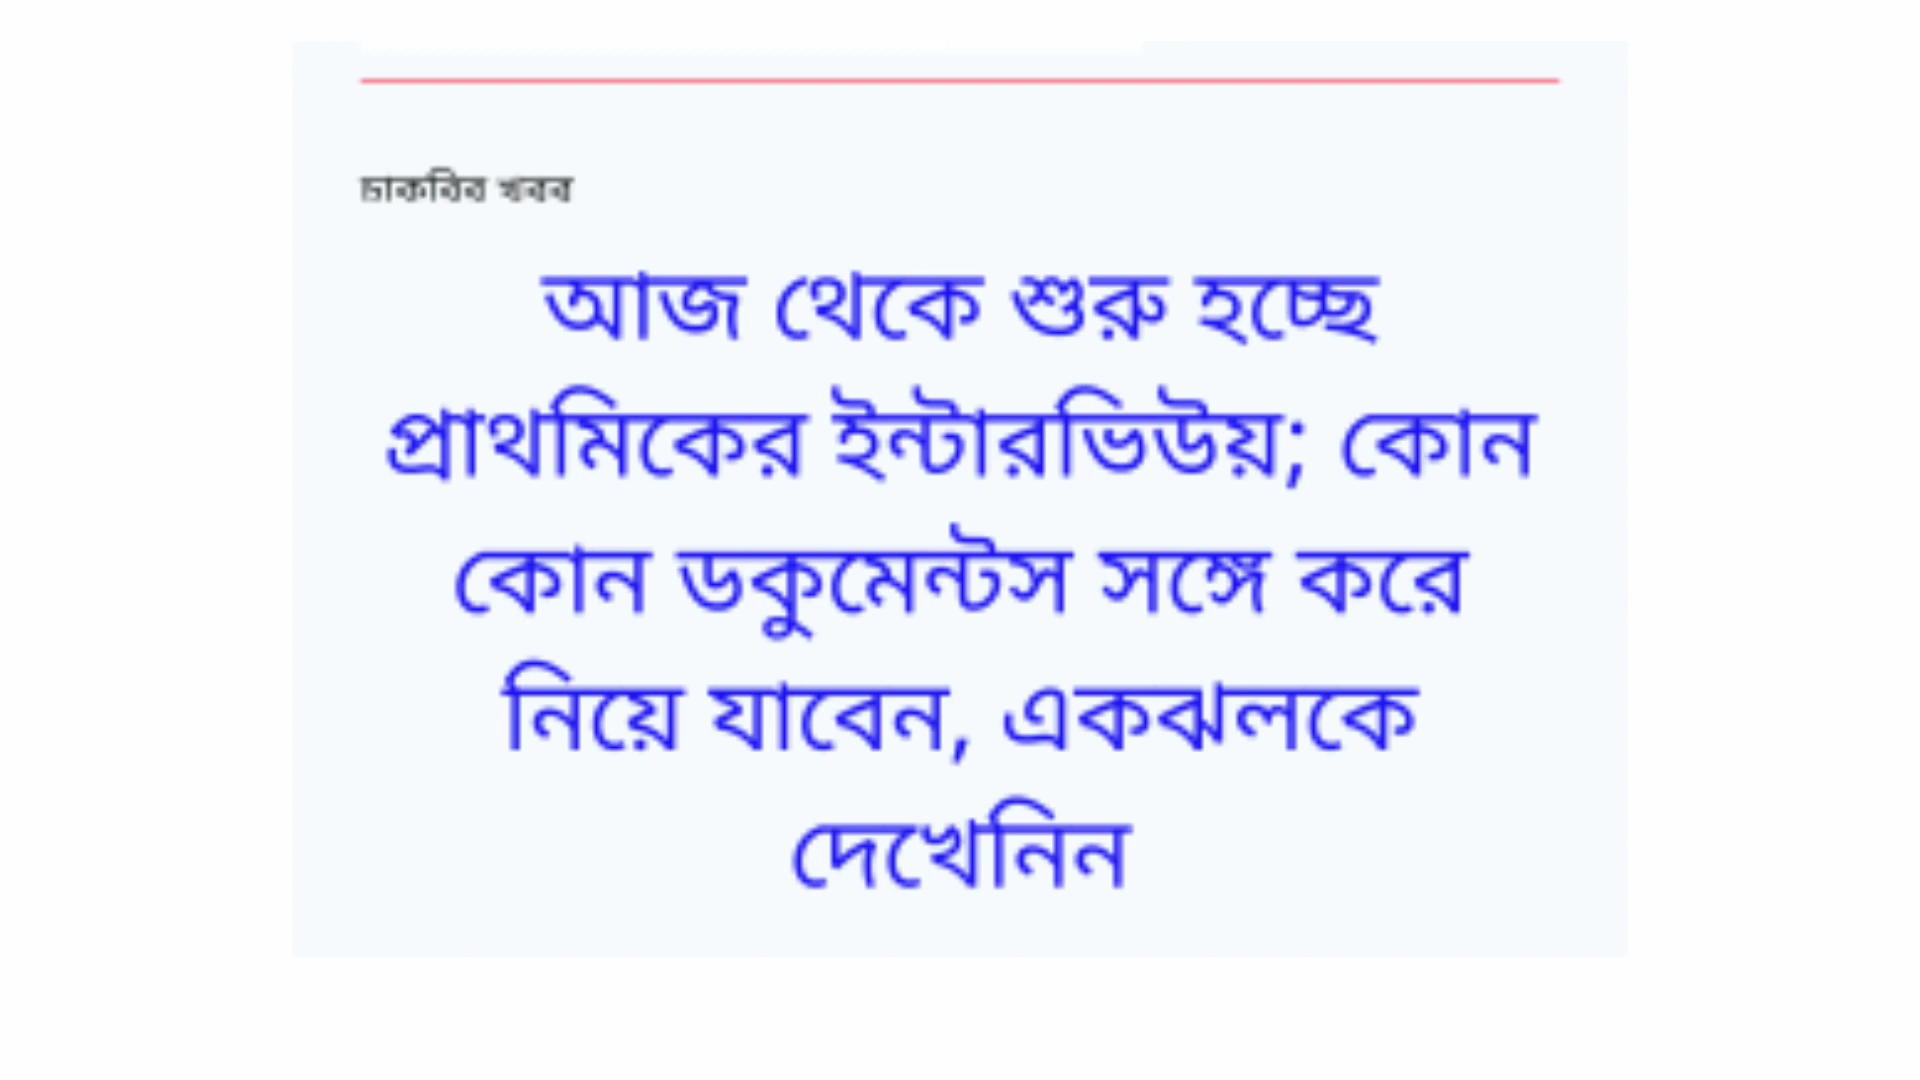 চাকরির খবর
আজ থেকে শুরু হচ্ছে
প্রাথমিকের ইন্টারভিউয়; কোন
কোন ডকুমেন্টস সঙ্গে করে
নিয়ে যাবেন, একঝলকে
দেখেনিন